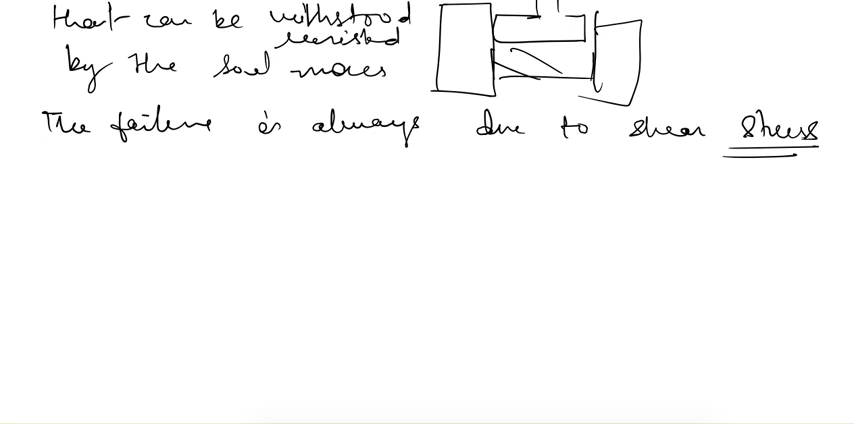 that can be withstood
resisted
by the soil mass
The failure is always due to shear stress